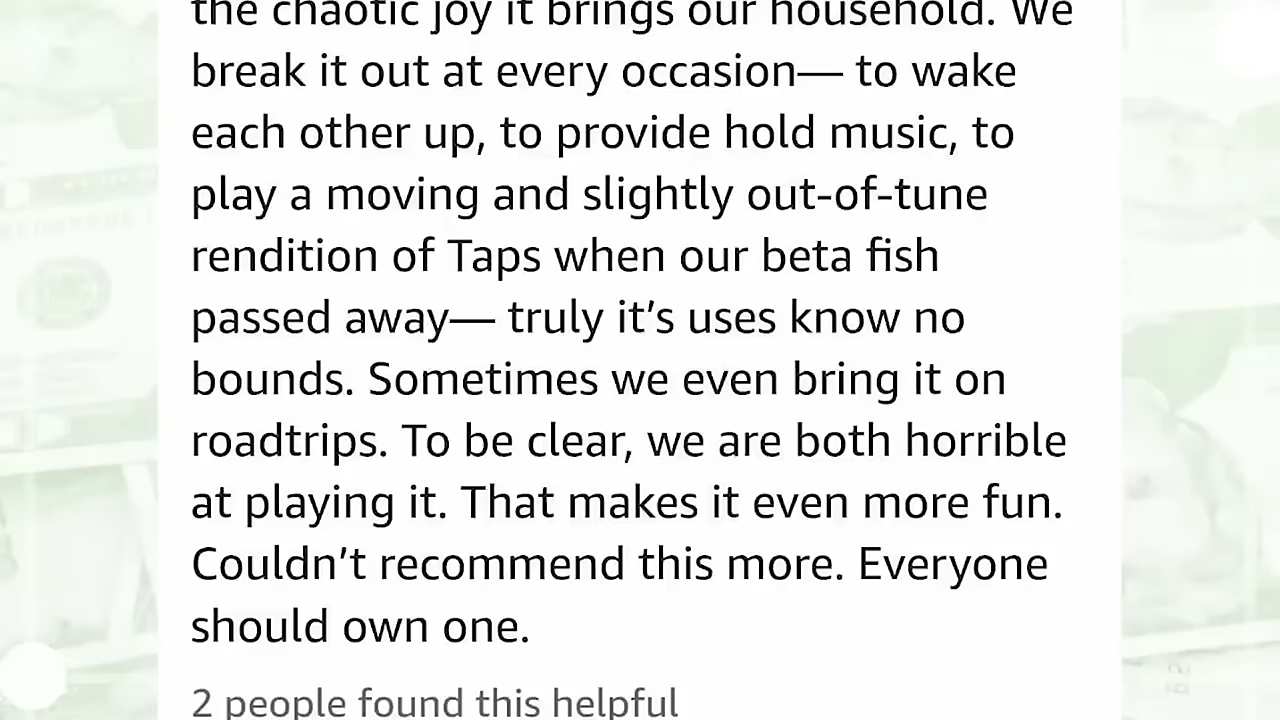 the chaotic joy it brings our household. We
break it out at every occasion— to wake
each other up, to provide hold music, to
play a moving and slightly out-of-tune
rendition of Taps when our beta fish
passed away— truly it’s uses know no
bounds. Sometimes we even bring it on
roadtrips. To be clear, we are both horrible
at playing it. That makes it even more fun.
Couldn’t recommend this more. Everyone
should own one.
2 people found this helpful